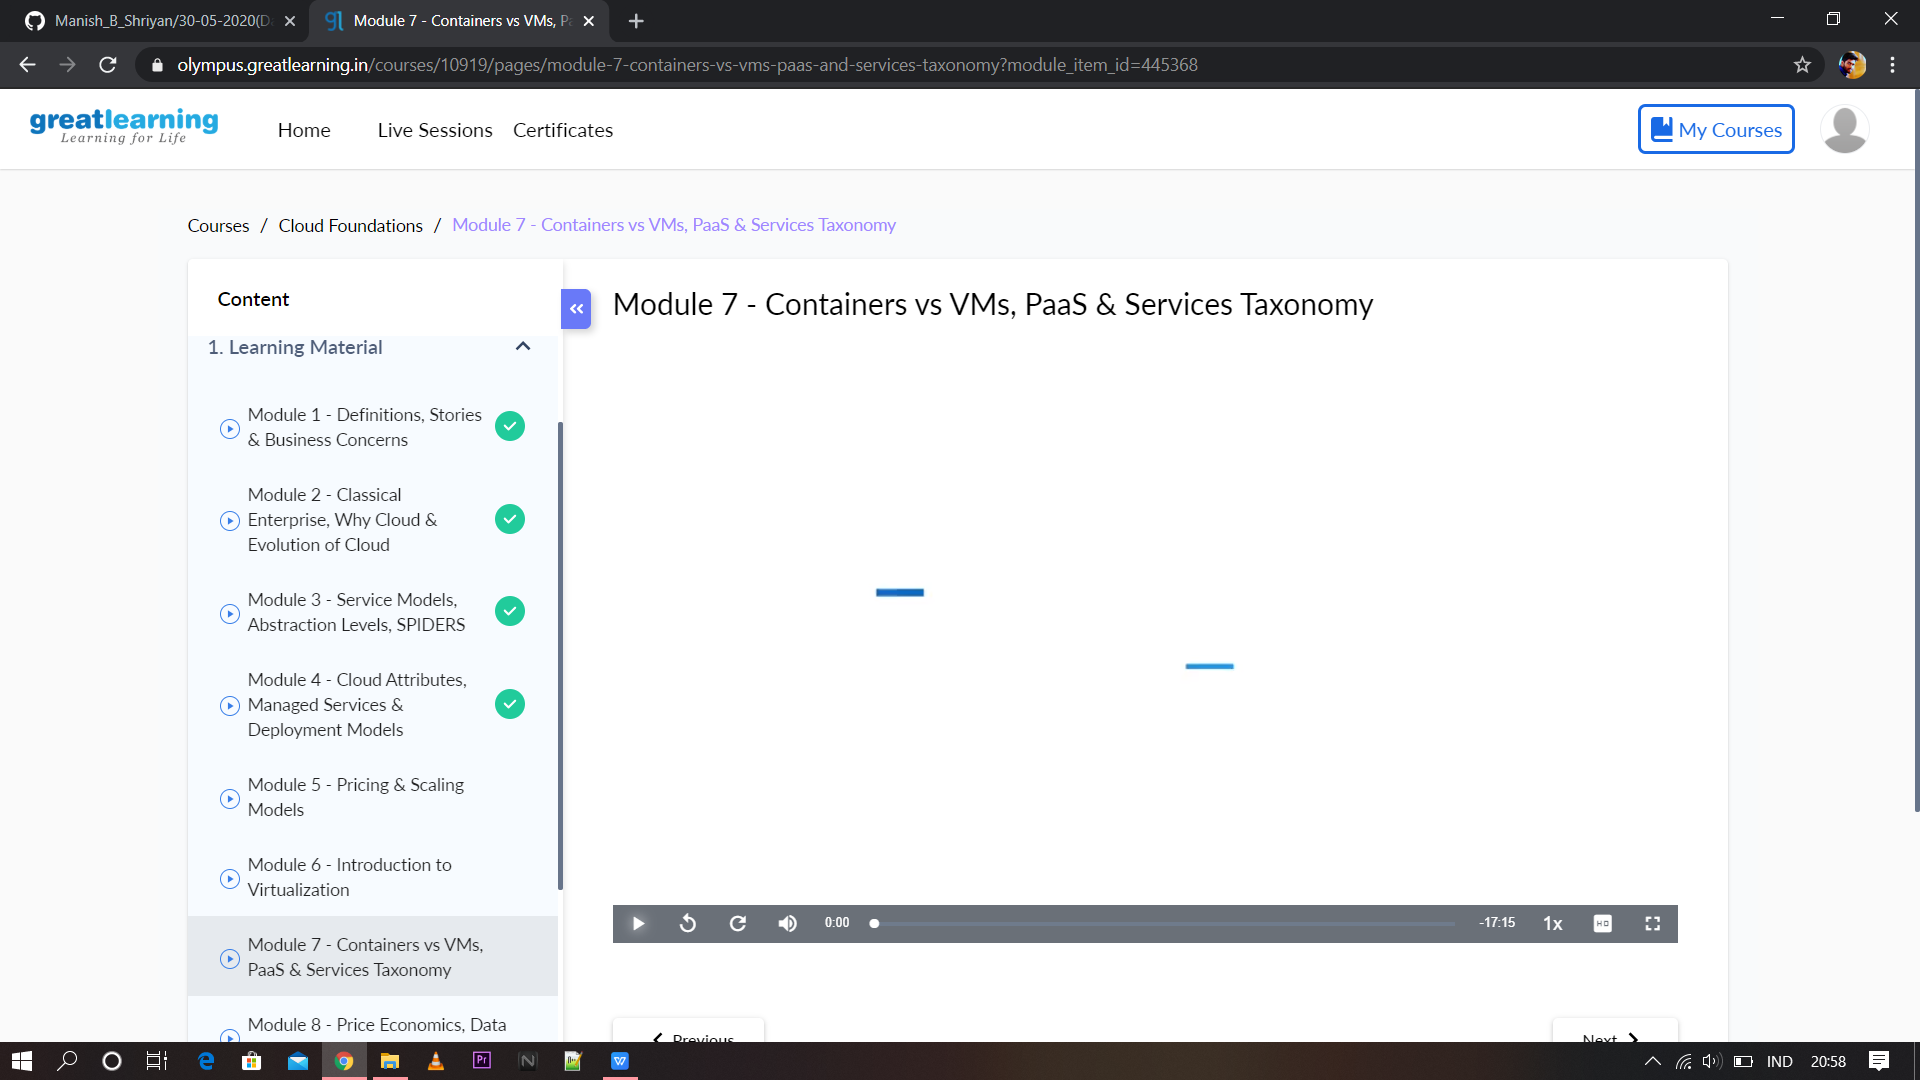 Manish_B_Shriyan/30-05-2020(Da
Module 7 - Containers vs VMs, Pa
olympus.greatlearning.in/courses/10919/pages/module-7-containers-vs-vms-paas-and-services-taxonomy?module_item_id=445368
greatlearning
Learning for Life
Home
Live Sessions
Certificates
My Courses
Courses / Cloud Foundations / Module 7 - Containers vs VMs, PaaS & Services Taxonomy
Content
1. Learning Material
Module 1 - Definitions, Stories
& Business Concerns
Module 2 - Classical
Enterprise, Why Cloud &
Evolution of Cloud
Module 3 - Service Models,
Abstraction Levels, SPIDERS
Module 4 - Cloud Attributes,
Managed Services &
Deployment Models
Module 5 - Pricing & Scaling
Models
Module 6 - Introduction to
Virtualization
Module 7 - Containers vs VMs,
PaaS & Services Taxonomy
Module 8 - Price Economics, Data
Module 7 - Containers vs VMs, PaaS & Services Taxonomy
0:00
-17:15
1x
HD
Previous
Next
Pr
N
W
IND
20:58